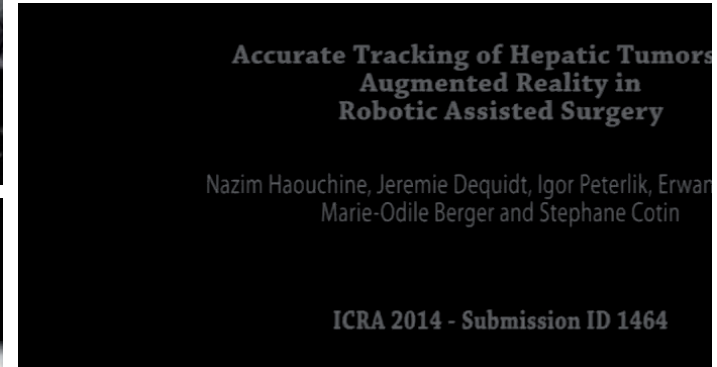 Accurate Tracking of Hepatic Tumors
Augmented Reality in
Robotic Assisted Surgery
Nazim Haouchine, Jeremie Dequidt, Igor Peterlik, Erwan
Marie-Odile Berger and Stephane Cotin
ICRA 2014 - Submission ID 1464